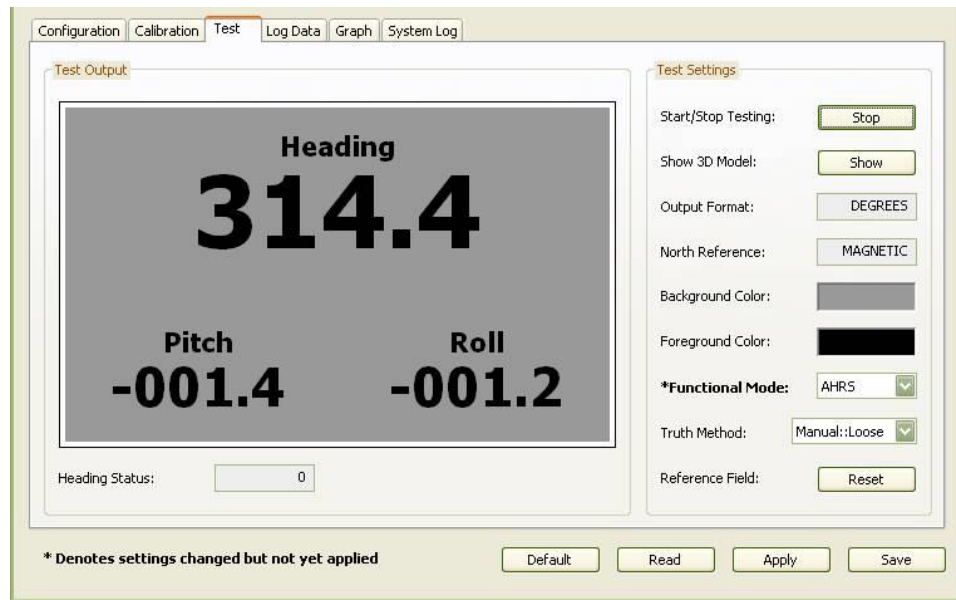 Configuration Calibration Test Log Data Graph System Log
Test Output
Heading
314.4
Pitch Roll
-001.4 -001.2
Heading Status: 0
Test Settings
Start/Stop Testing: Stop
Show 3D Model: Show
Output Format: DEGREES
North Reference: MAGNETIC
Background Color:
Foreground Color:
*Functional Mode: AHRS
Truth Method: Manual::Loose
Reference Field: Reset
* Denotes settings changed but not yet applied Default Read Apply Save